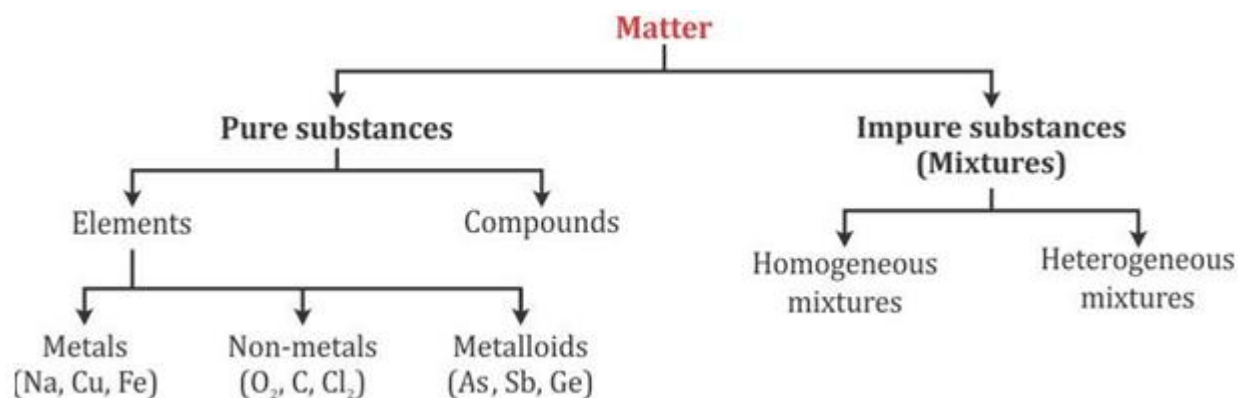 Matter
Pure substances
Impure substances
(Mixtures)
Elements
Compounds
Homogeneous
mixtures
Heterogeneous
mixtures
Metals
(Na, Cu, Fe)
Non-metals
(O₂, C, Cl₂)
Metalloids
(As, Sb, Ge)